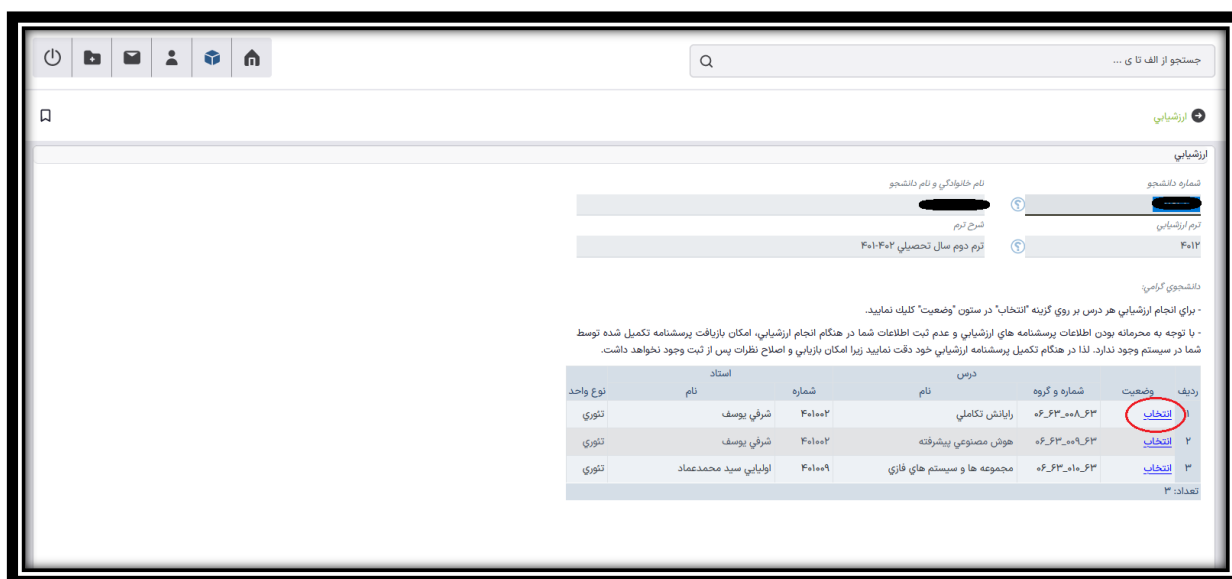 جستجو از الف تا ی ...
ارزشيابي
ارزشيابي
شماره دانشجو نام خانوادگي و نام دانشجو
ترم ارزشيابي شرح ترم
۴۰۱۲ ترم دوم سال تحصيلي ۴۰۲-۴۰۱
دانشجوي گرامي:
- براي انجام ارزشيابي هر درس بر روي گزينه "انتخاب" در ستون "وضعيت" كليك نماييد.
- با توجه به محرمانه بودن اطلاعات پرسشنامه هاي ارزشيابي و عدم ثبت اطلاعات شما در هنگام انجام ارزشيابي، امكان بازيافت پرسشنامه تكميل شده توسط
شما در سيستم وجود ندارد. لذا در هنگام تكميل پرسشنامه ارزشيابي خود دقت نماييد زيرا امكان بازيابي و اصلاح نظرات پس از ثبت وجود نخواهد داشت.
درس استاد
رديف وضعيت شماره و گروه نام شماره نام نوع واحد
۱ انتخاب ۰۶_۶۳_۰۰۸_۶۳ رايانش تكاملي ۴۰۱۰۰۲ شرفي يوسف تئوري
۲ انتخاب ۰۶_۶۳_۰۰۹_۶۳ هوش مصنوعي پيشرفته ۴۰۱۰۰۲ شرفي يوسف تئوري
۳ انتخاب ۰۶_۶۳_۰۱۰_۶۳ مجموعه ها و سيستم هاي فازي ۴۰۱۰۰۹ اوليايي سيد محمدعماد تئوري
تعداد: ۳